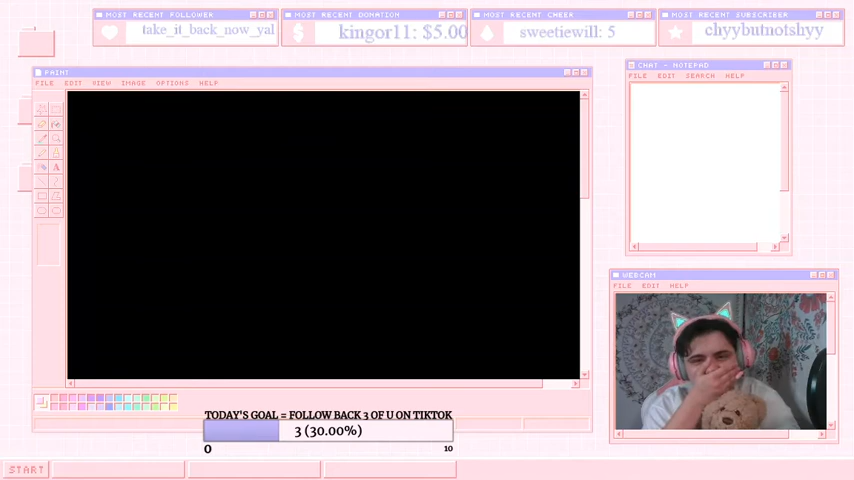 MOST RECENT FOLLOWER
take_it_back_now_yal
MOST RECENT DONATION
kingor11: $5.00
MOST RECENT CHEER
sweetiewill: 5
MOST RECENT SUBSCRIBER
chyybutnotshyy
PAINT
FILE EDIT VIEW IMAGE OPTIONS HELP
A
CHAT - NOTEPAD
FILE EDIT SEARCH HELP
WEBCAM
FILE EDIT HELP
TODAY'S GOAL = FOLLOW BACK 3 OF U ON TIKTOK
3 (30.00%)
0 10
START